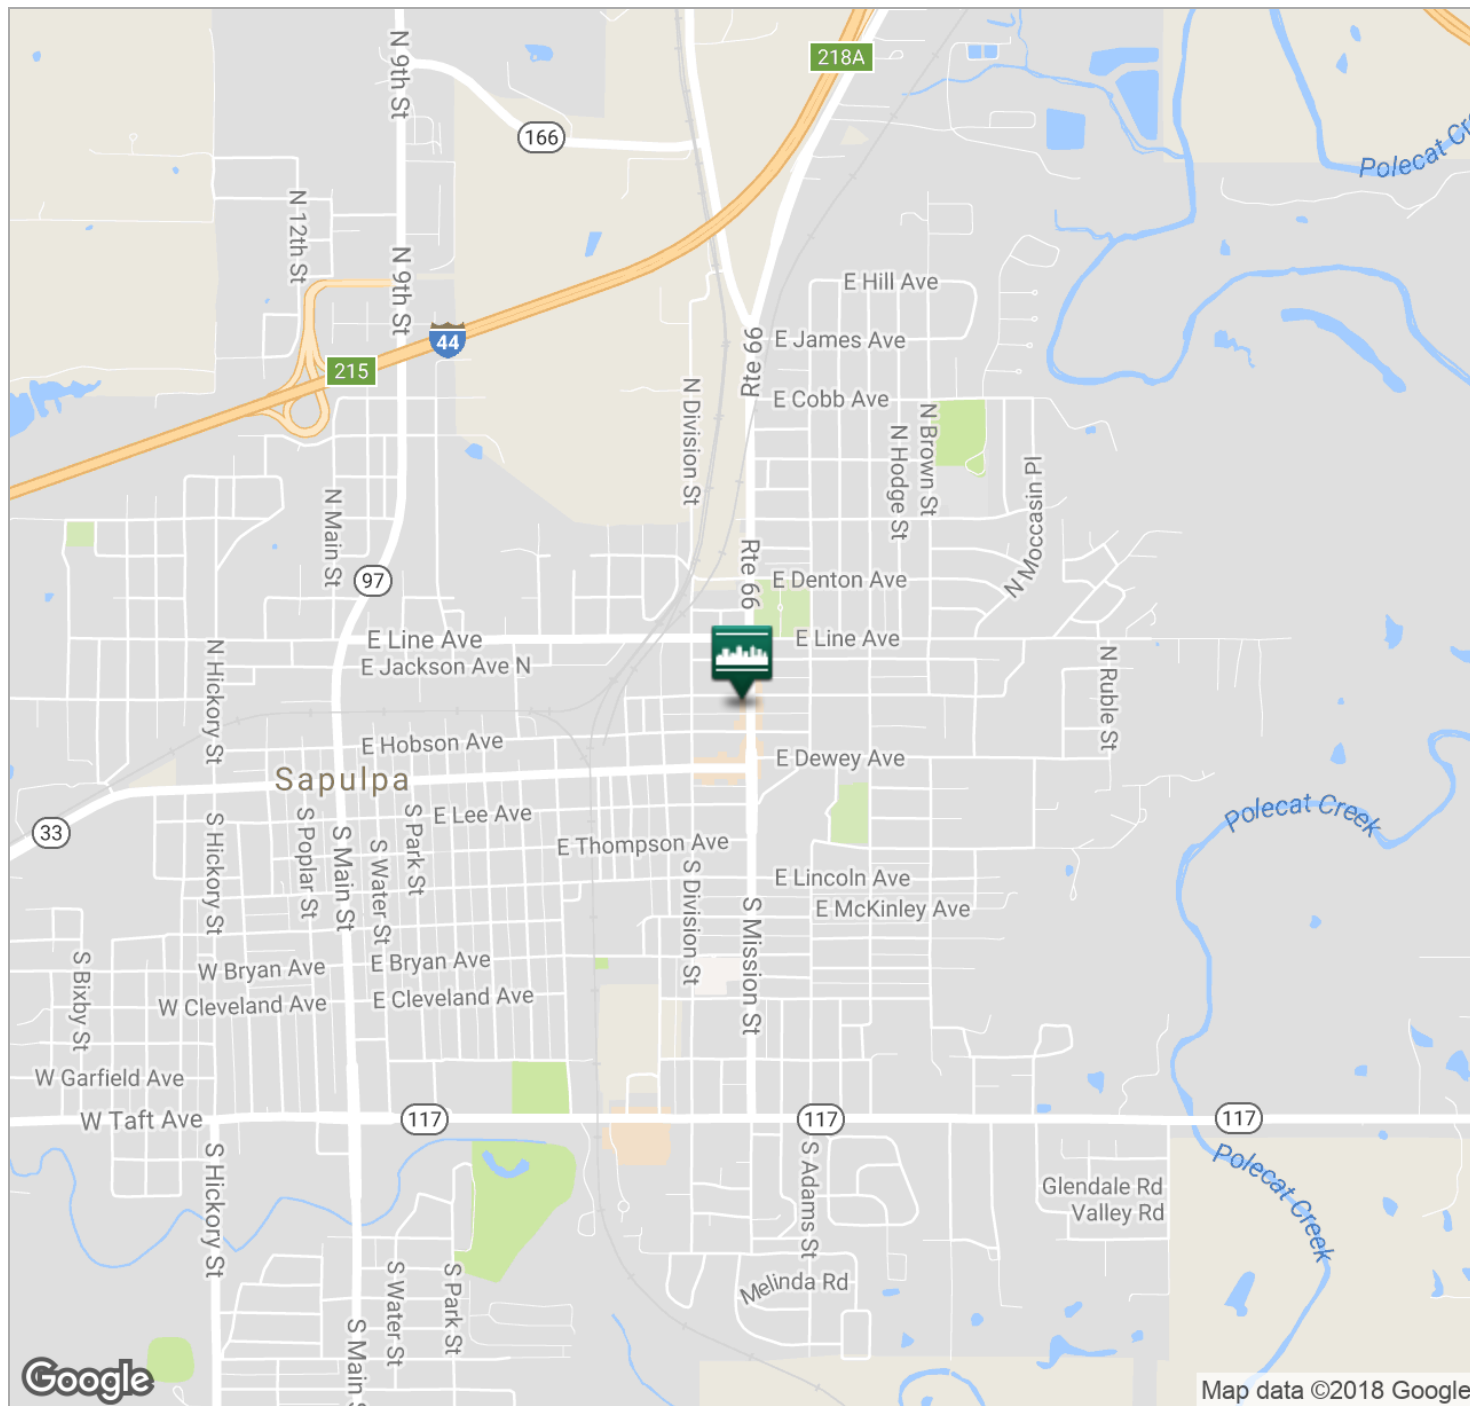 N 9th St
218A
166
Polecat Cr
N 12th St
N 9th St
E Hill Ave
44
Rte 66
E James Ave
215
N Division St
E Cobb Ave
N Brown St
N Hodge St
N Moccasin Pl
N Main St
Rte 66
97
E Denton Ave
E Line Ave
E Line Ave
N Hickory St
E Jackson Ave N
N Ruble St
E Hobson Ave
E Dewey Ave
Sapulpa
33
S Hickory St
S Poplar St
S Main St
S Water St
S Park St
E Lee Ave
E Thompson Ave
Polecat Creek
S Division St
E Lincoln Ave
S Mission St
E McKinley Ave
S Bixby St
W Bryan Ave
E Bryan Ave
W Cleveland Ave
E Cleveland Ave
W Garfield Ave
W Taft Ave
117
117
117
S Hickory St
S Adams St
Polecat Creek
Glendale Rd
Valley Rd
S Water St
S Park St
Melinda Rd
S Main S
Google
Map data ©2018 Google